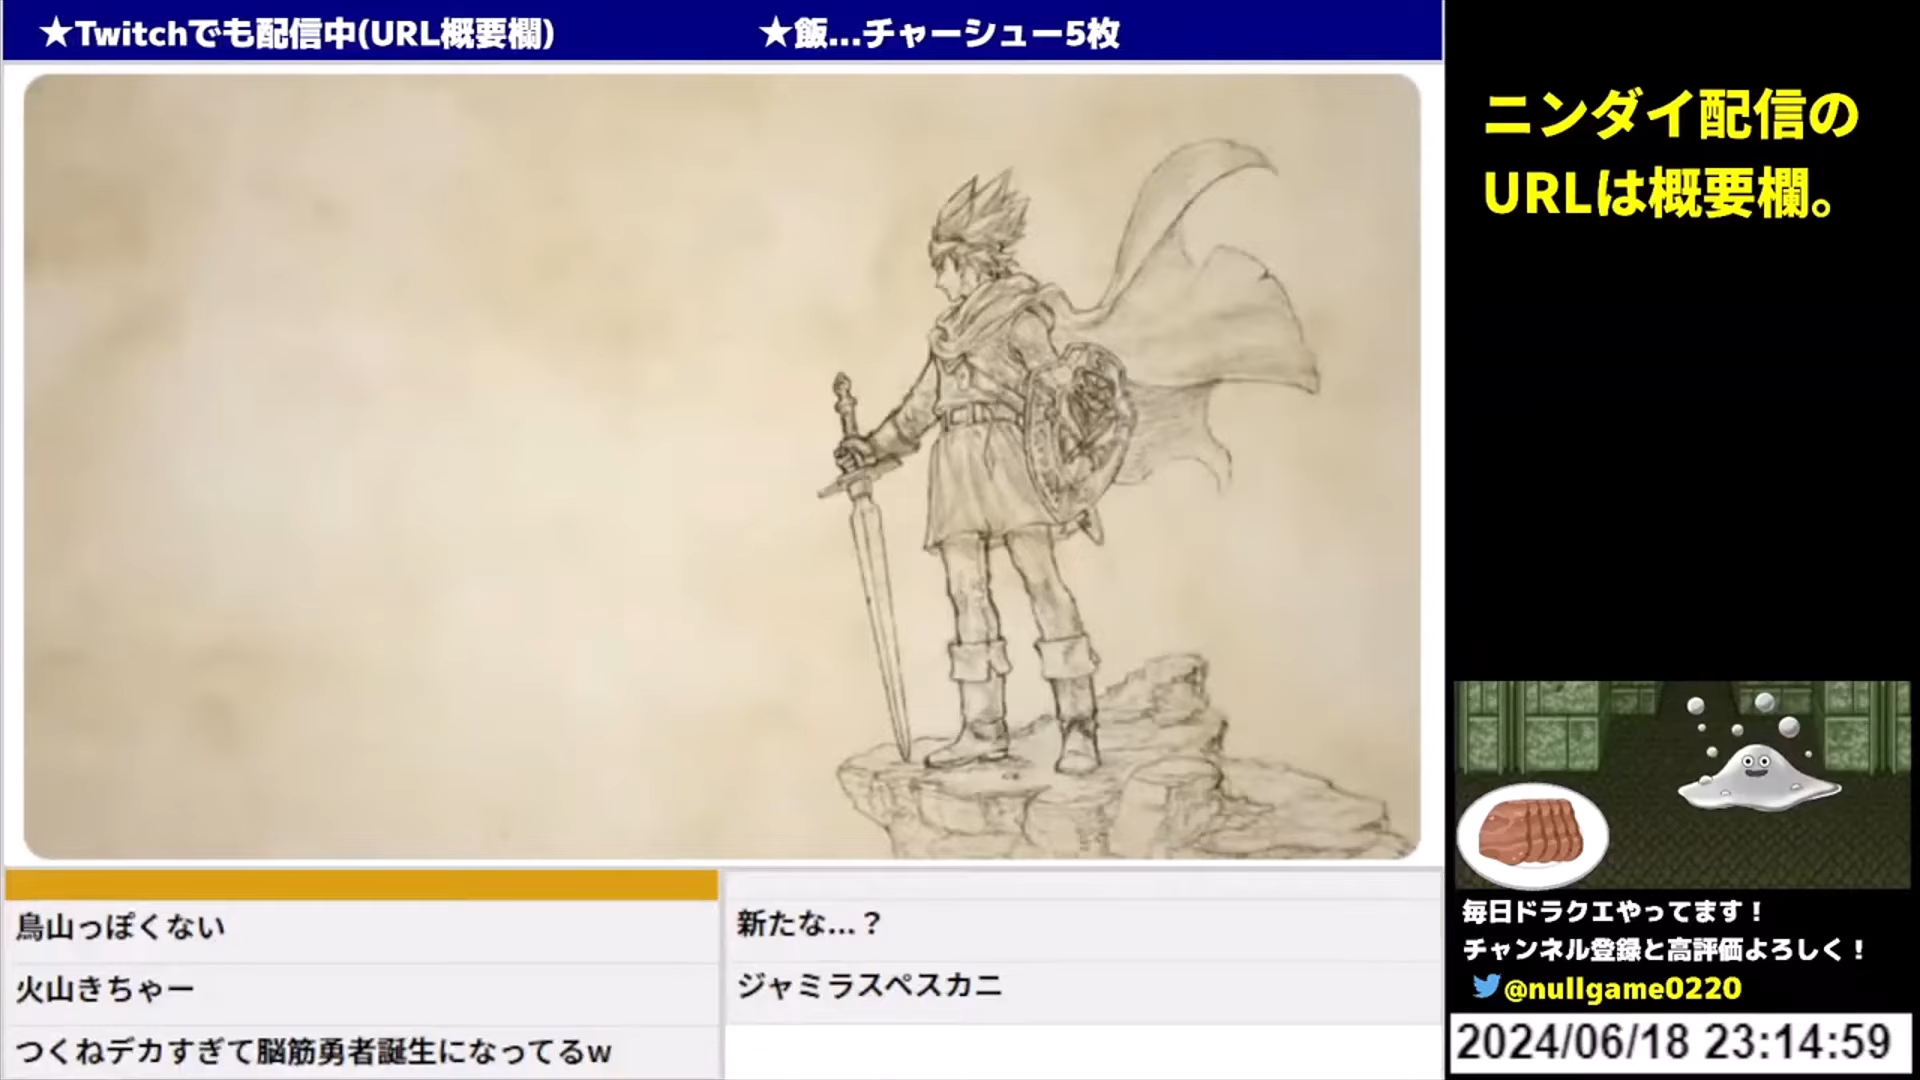 ★Twitchでも配信中(URL概要欄)
★飯...チャーシュー5枚
ニンダイ配信の
URLは概要欄。
鳥山っぽくない
火山きちゃー
つくねデカすぎて脳筋勇者誕生になってるw
新たな...？
ジャミラスペスカニ
毎日ドラクエやってます！
チャンネル登録と高評価よろしく！
@nullgame0220
2024/06/18 23:14:59